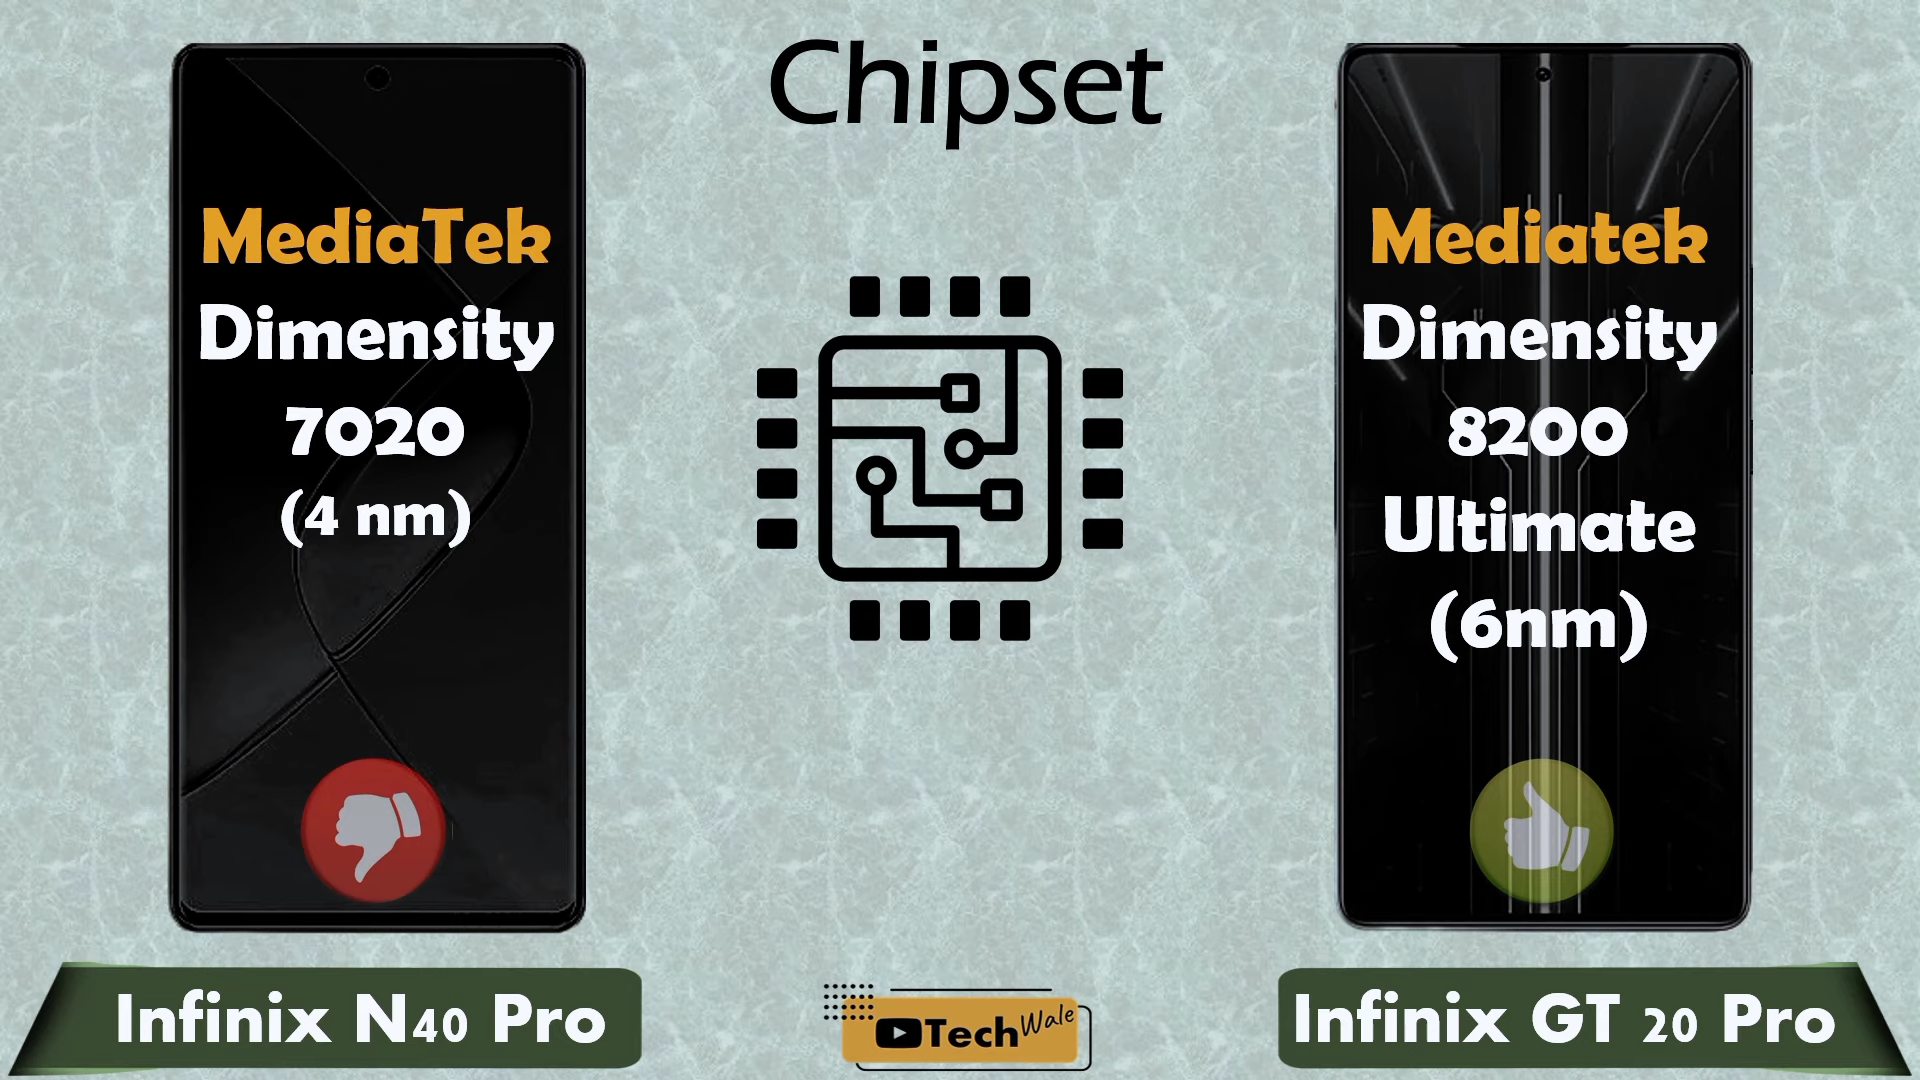 Chipset
MediaTek
Dimensity
7020
(4 nm)
Mediatek
Dimensity
8200
Ultimate
(6nm)
Infinix N40 Pro
TechWale
Infinix GT 20 Pro